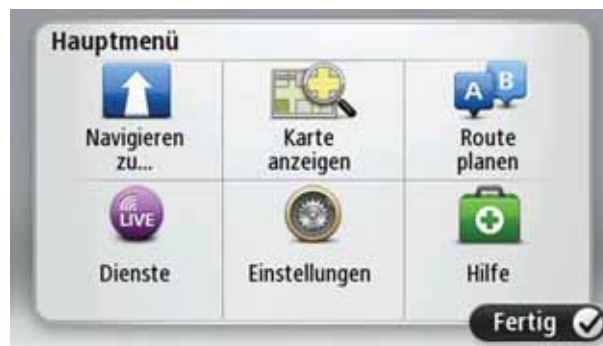 Hauptmenü
Navigieren zu...
Karte anzeigen
Route planen
A B
LIVE
Dienste
Einstellungen
Hilfe
Fertig